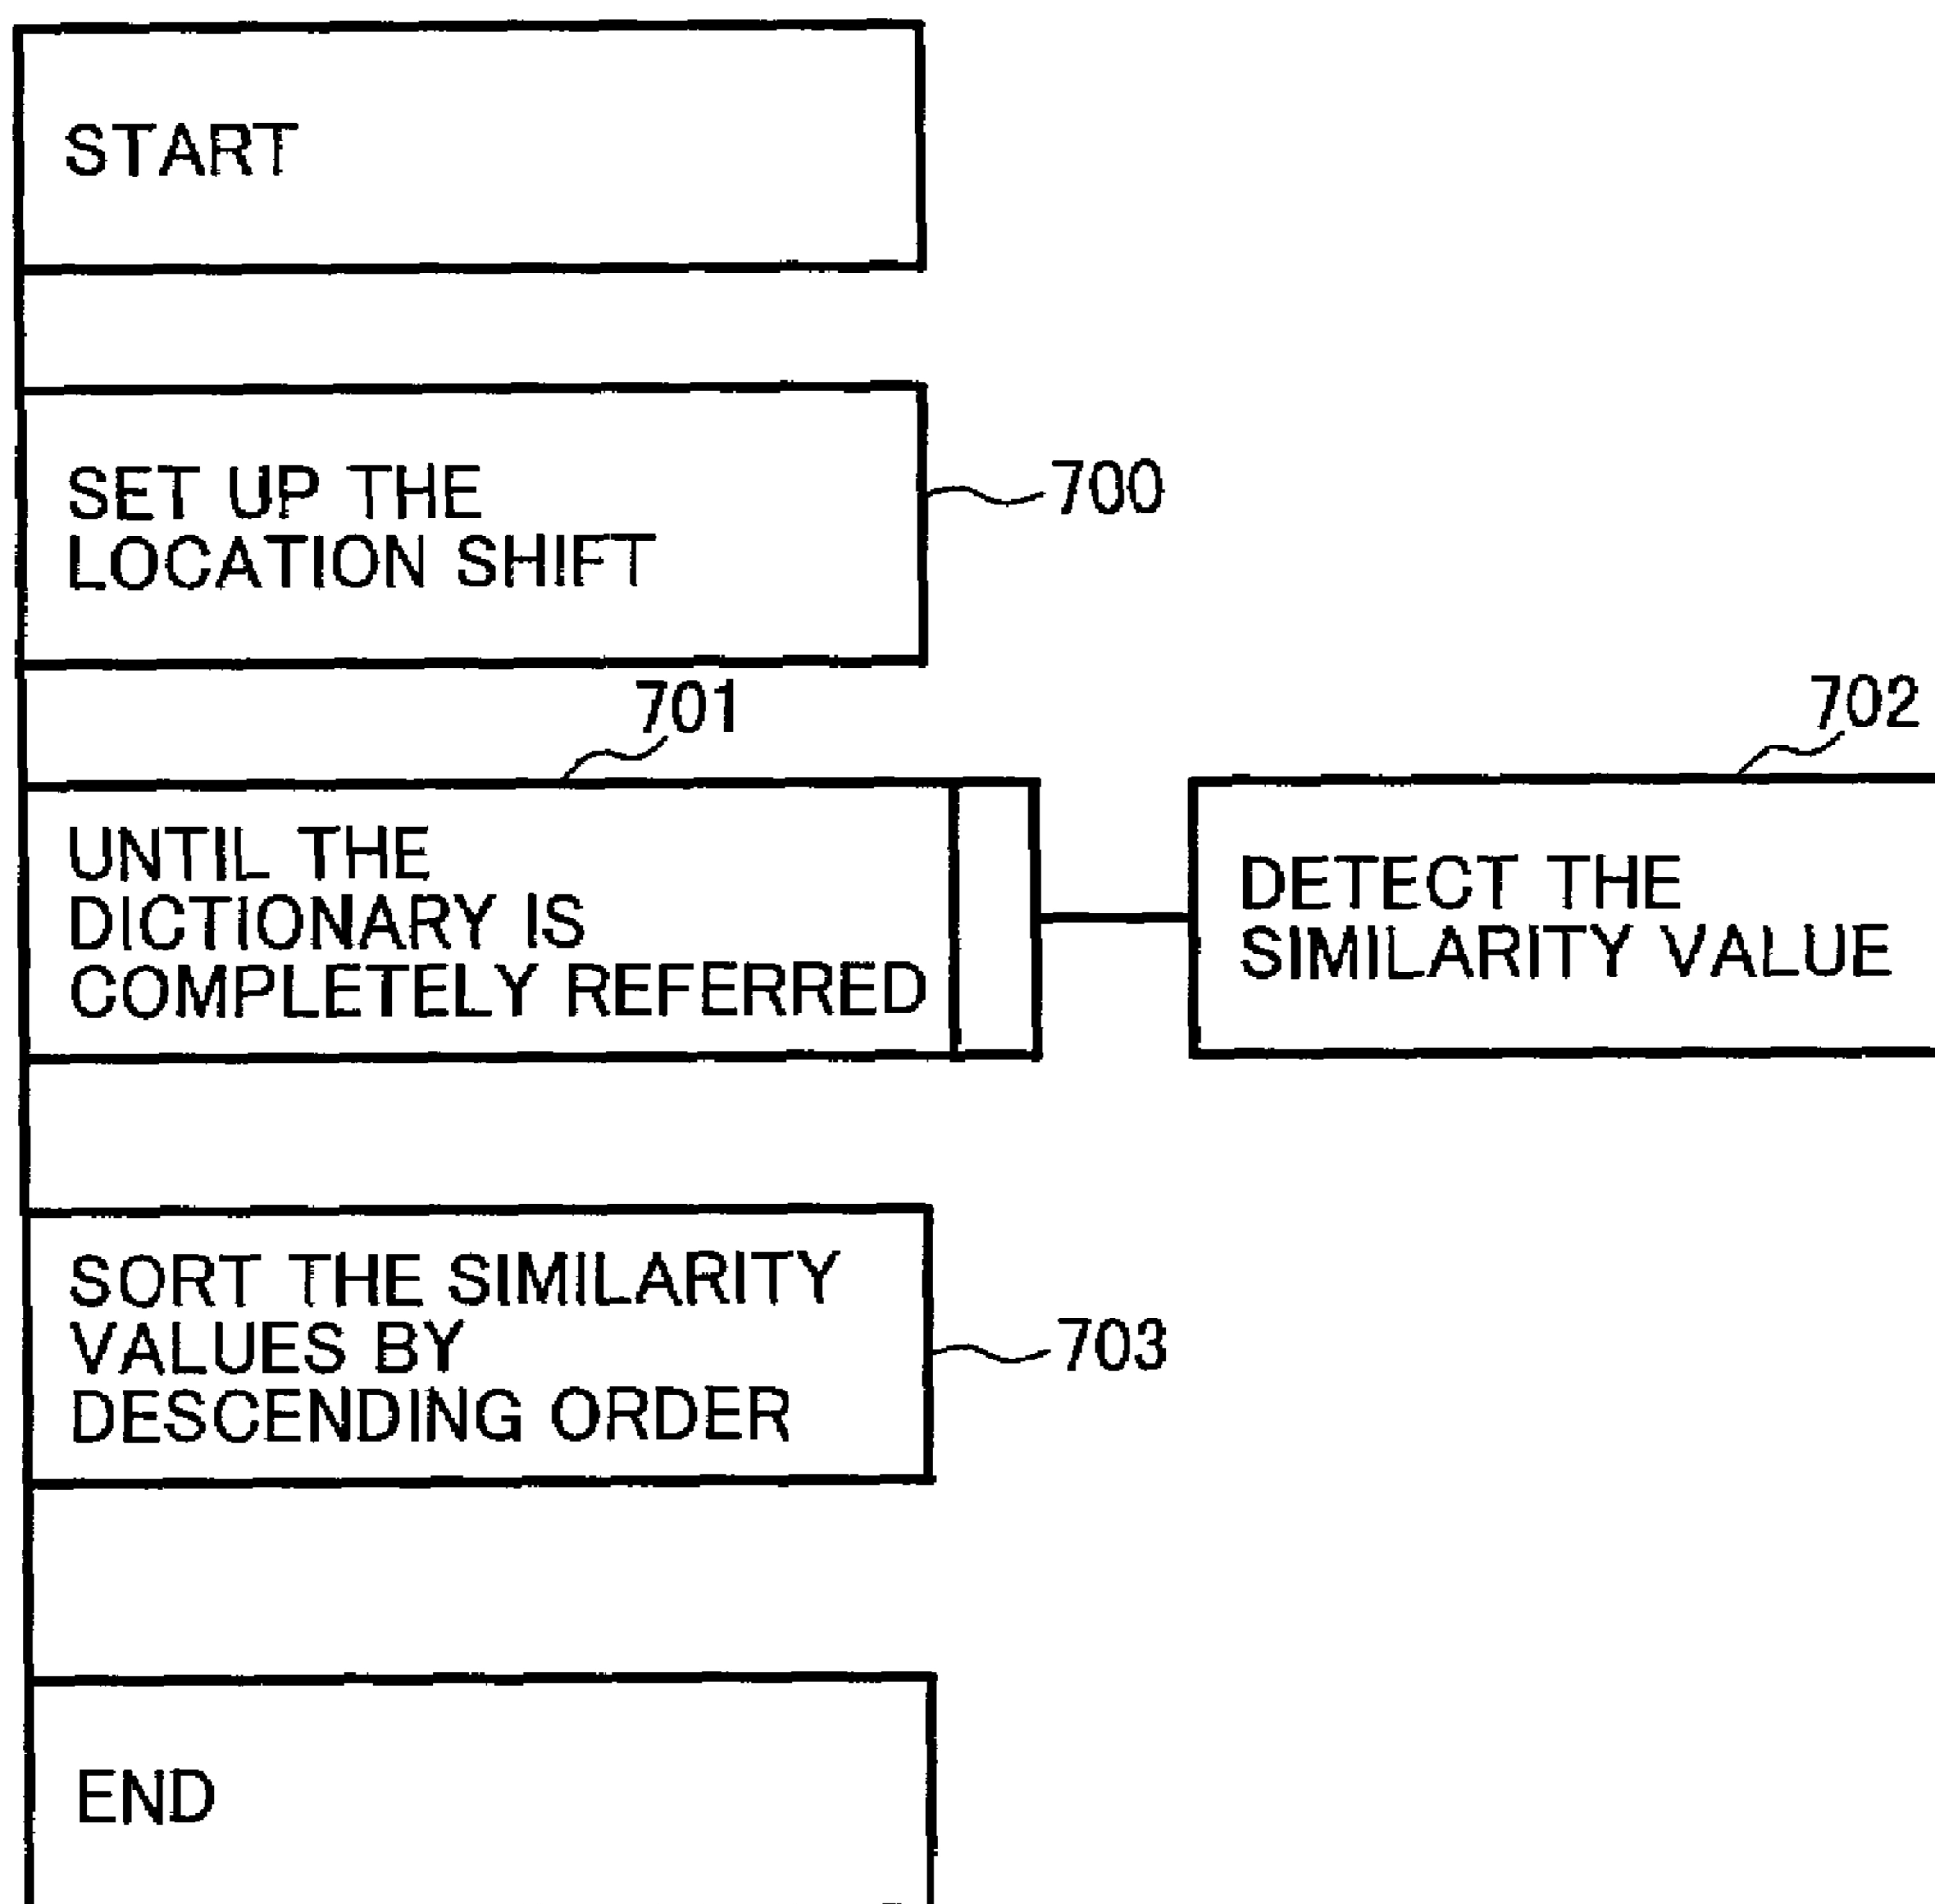 START
SET UP THE
LOCATION SHIFT
700
701
702
UNTIL THE
DICTIONARY IS
COMPLETELY REFERRED
DETECT THE
SIMILARITY VALUE
SORT THE SIMILARITY
VALUES BY
DESCENDING ORDER
703
END